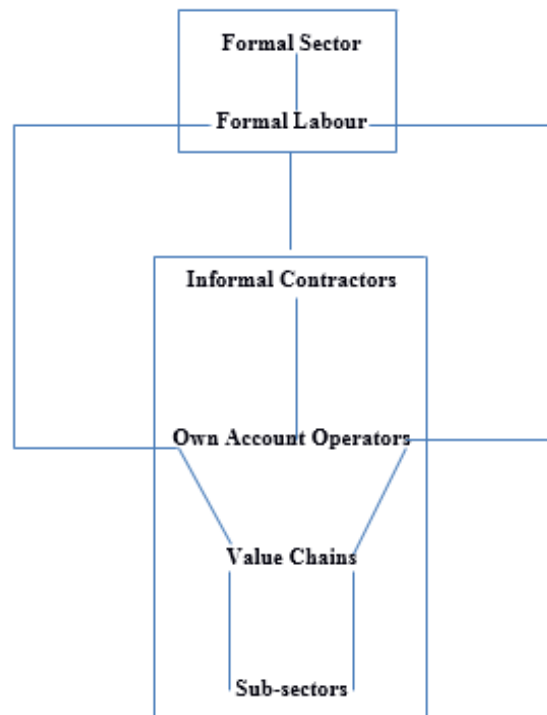 Formal Sector
Formal Labour
Informal Contractors
Own Account Operators
Value Chains
Sub-sectors